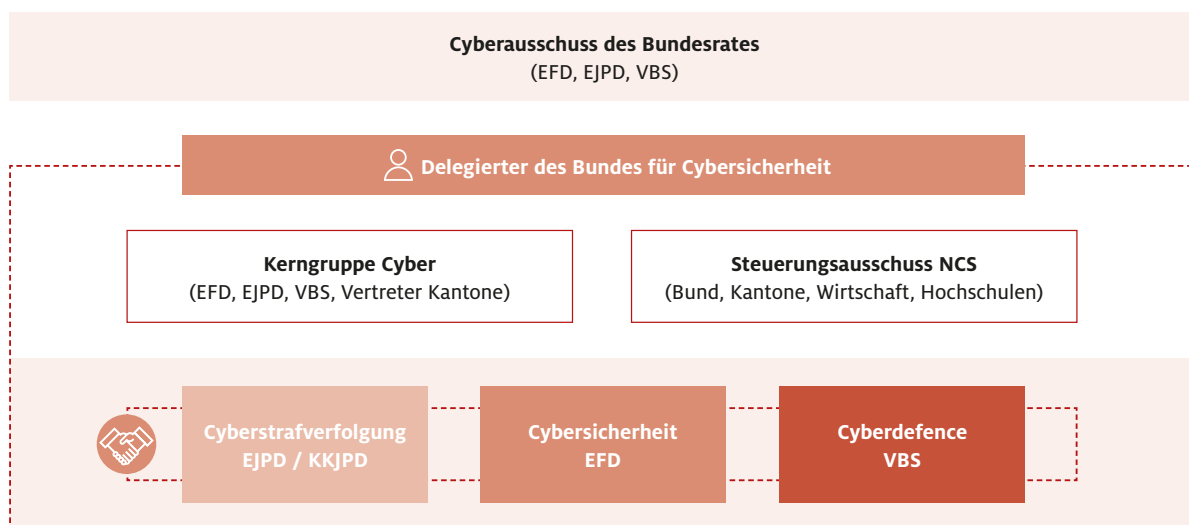 Cyberausschuss des Bundesrates
(EFD, EJPD, VBS)
Delegierter des Bundes für Cybersicherheit
Kerngruppe Cyber
(EFD, EJPD, VBS, Vertreter Kantone)
Steuerungsausschuss NCS
(Bund, Kantone, Wirtschaft, Hochschulen)
Cyberstrafverfolgung
EJPD / KKJPD
Cybersicherheit
EFD
Cyberdefence
VBS